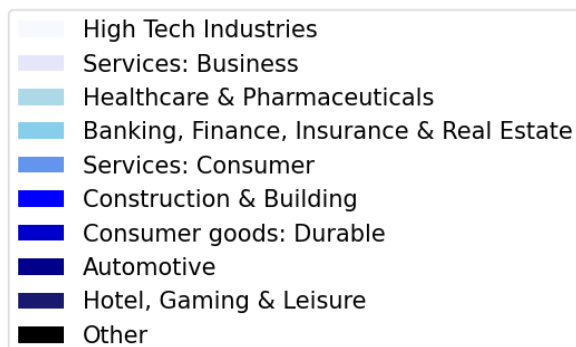 High Tech Industries
Services: Business
Healthcare & Pharmaceuticals
Banking, Finance, Insurance & Real Estate
Services: Consumer
Construction & Building
Consumer goods: Durable
Automotive
Hotel, Gaming & Leisure
Other